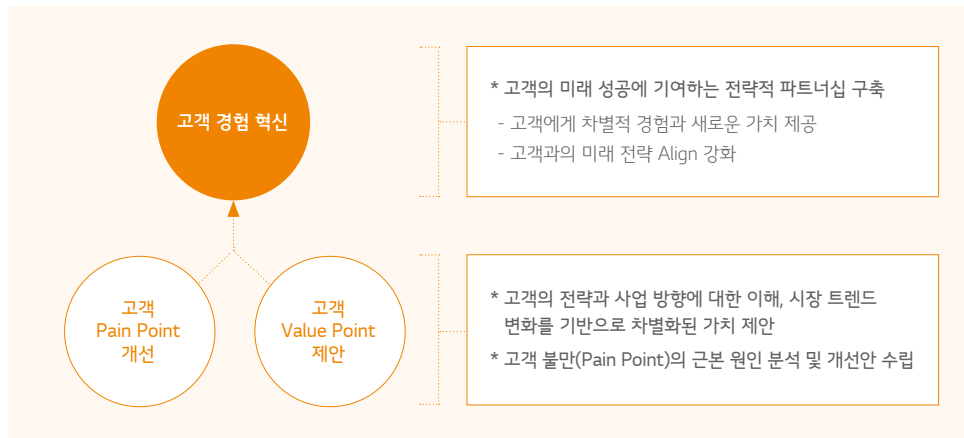 고객 경험 혁신
* 고객의 미래 성공에 기여하는 전략적 파트너십 구축
- 고객에게 차별적 경험과 새로운 가치 제공
- 고객과의 미래 전략 Align 강화
고객
Pain Point
개선
고객
Value Point
제안
* 고객의 전략과 사업 방향에 대한 이해, 시장 트렌드
변화를 기반으로 차별화된 가치 제안
* 고객 불만(Pain Point)의 근본 원인 분석 및 개선안 수립